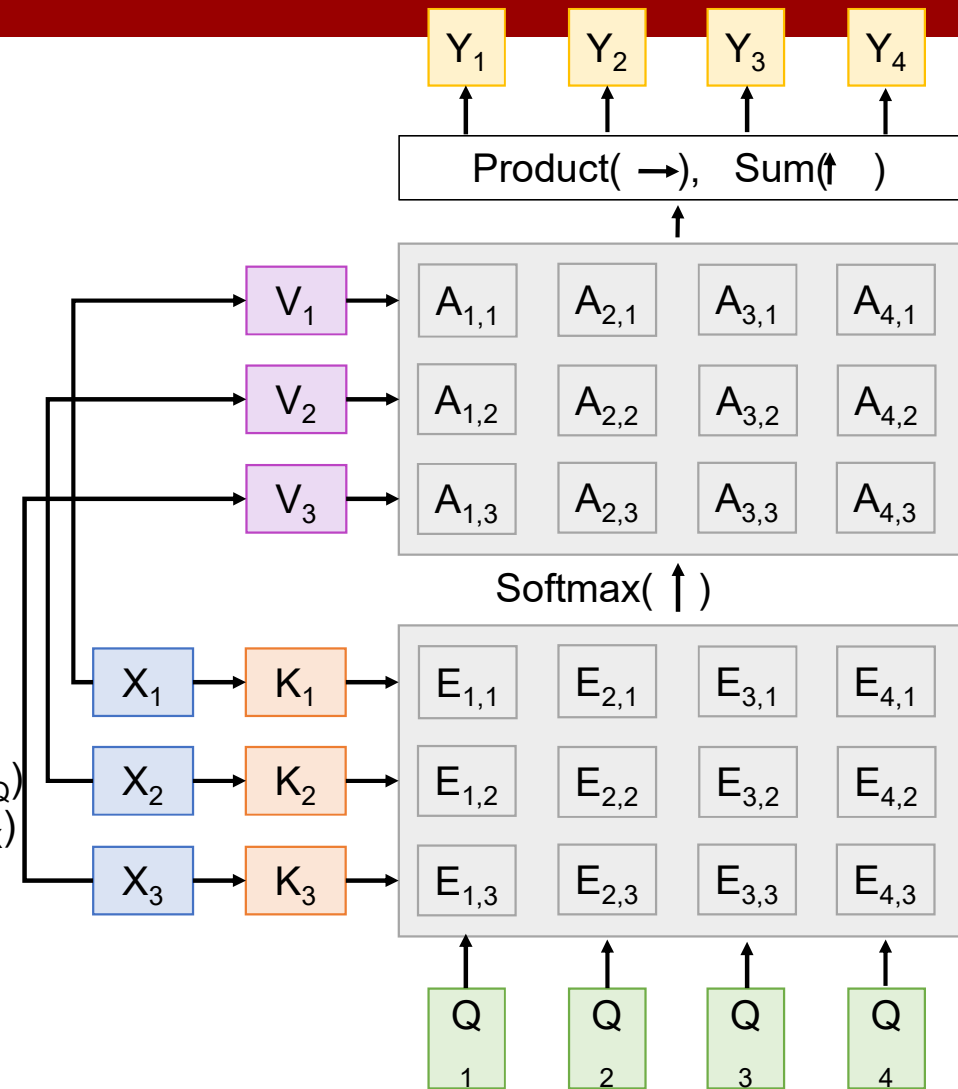 Y1 Y2 Y3 Y4
Product( →), Sum(↑ )
V1 A1,1 A2,1 A3,1 A4,1
V2 A1,2 A2,2 A3,2 A4,2
V3 A1,3 A2,3 A3,3 A4,3
Softmax( ↑ )
X1 K1 E1,1 E2,1 E3,1 E4,1
X2 K2 E1,2 E2,2 E3,2 E4,2
X3 K3 E1,3 E2,3 E3,3 E4,3
Q Q Q Q
1 2 3 4